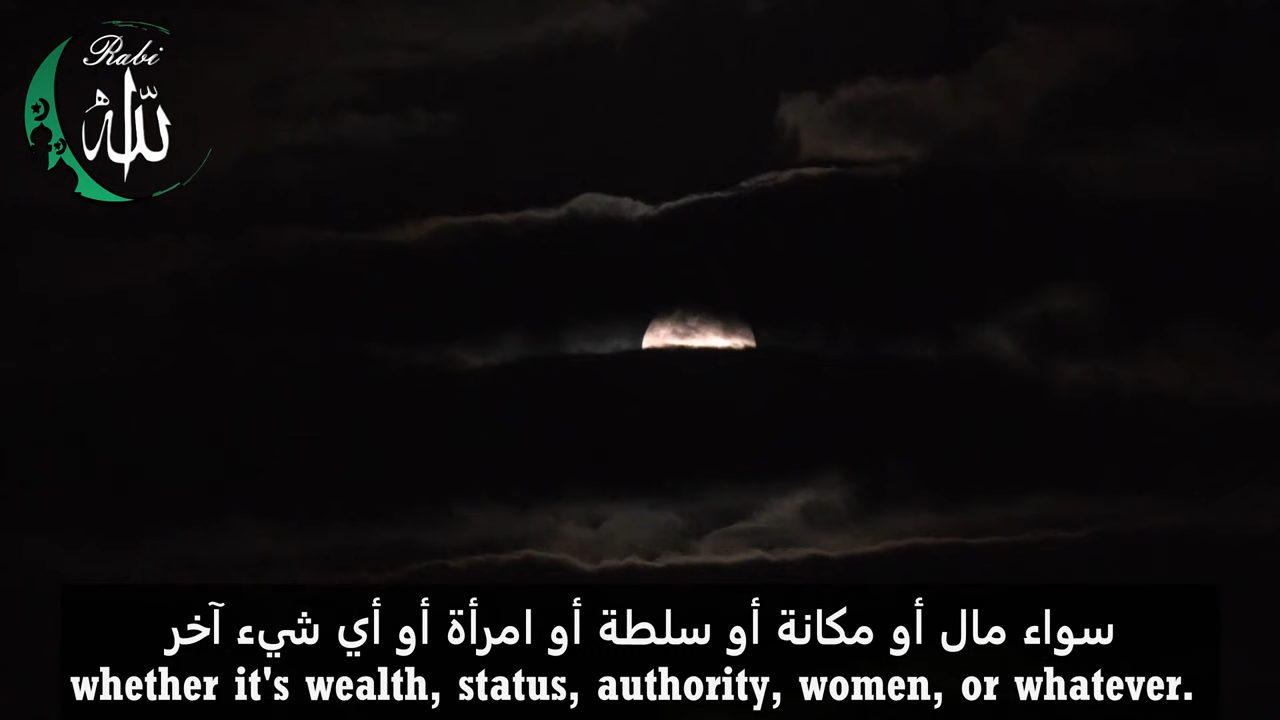 Rabi
الله
سواء مال أو مكانة أو سلطة أو امرأة أو أي شيء آخر
whether it's wealth, status, authority, women, or whatever.